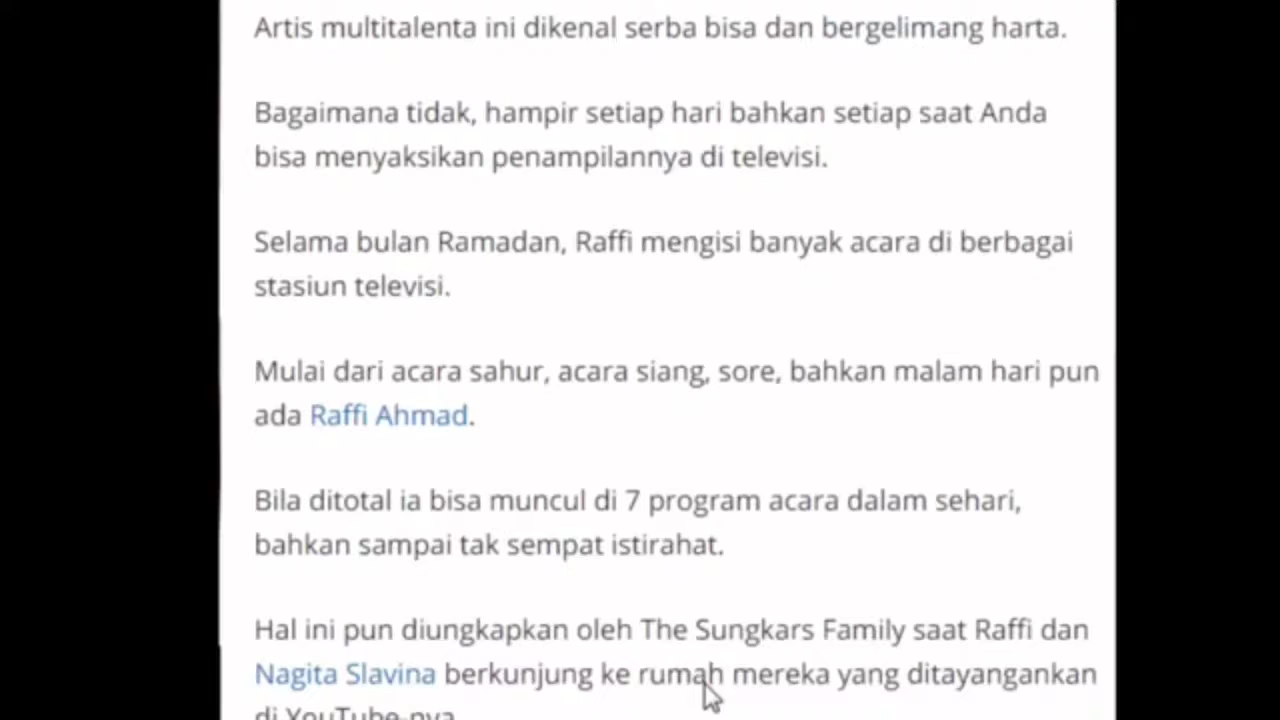 Artis multitalenta ini dikenal serba bisa dan bergelimang harta.
Bagaimana tidak, hampir setiap hari bahkan setiap saat Anda
bisa menyaksikan penampilannya di televisi.
Selama bulan Ramadan, Raffi mengisi banyak acara di berbagai
stasiun televisi.
Mulai dari acara sahur, acara siang, sore, bahkan malam hari pun
ada Raffi Ahmad.
Bila ditotal ia bisa muncul di 7 program acara dalam sehari,
bahkan sampai tak sempat istirahat.
Hal ini pun diungkapkan oleh The Sungkars Family saat Raffi dan
Nagita Slavina berkunjung ke rumah mereka yang ditayangankan
di YouTube-nya